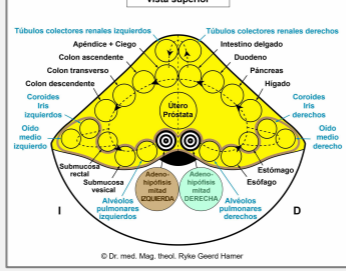 Vista superior
Túbulos colectores renales izquierdos
Túbulos colectores renales derechos
Apéndice + Ciego
Intestino delgado
Colon ascendente
Duodeno
Colon transverso
Páncreas
Colon descendente
Hígado
Coroides
Iris
izquierdos
Coroides
Iris
derechos
Útero
Próstata
Oído
medio
izquierdo
Oído
medio
derecho
Submucosa
rectal
Estómago
Submucosa
vesical
Esófago
Adeno-
hipófisis
mitad
IZQUIERDA
Adeno-
hipófisis
mitad
DERECHA
Alvéolos
pulmonares
izquierdos
Alvéolos
pulmonares
derechos
I
D
© Dr. med. Mag. theol. Ryke Geerd Hamer